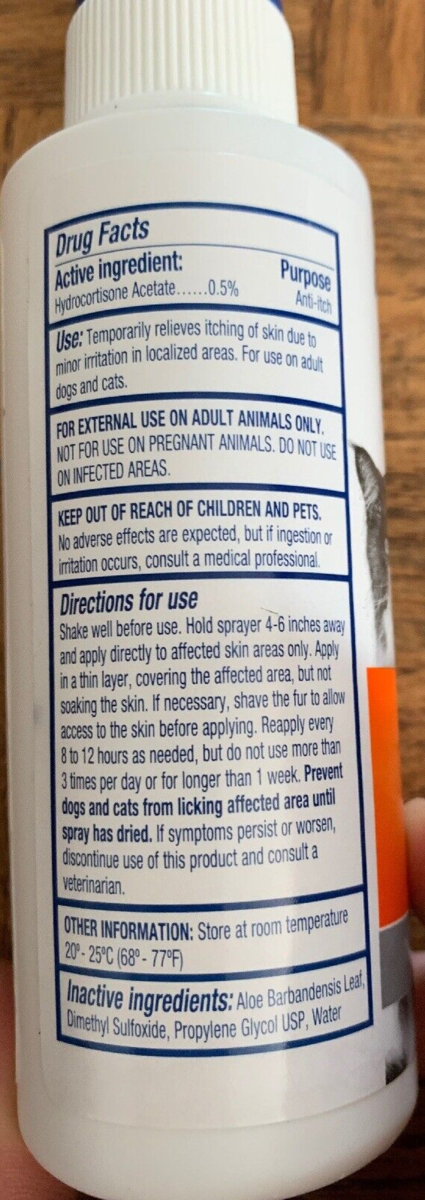 Drug Facts
Active ingredient: Purpose
Hydrocortisone Acetate......0.5% Anti-itch
Use: Temporarily relieves itching of skin due to
minor irritation in localized areas. For use on adult
dogs and cats.
FOR EXTERNAL USE ON ADULT ANIMALS ONLY.
NOT FOR USE ON PREGNANT ANIMALS. DO NOT USE
ON INFECTED AREAS.
KEEP OUT OF REACH OF CHILDREN AND PETS.
No adverse effects are expected, but if ingestion or
irritation occurs, consult a medical professional.
Directions for use
Shake well before use. Hold sprayer 4-6 inches away
and apply directly to affected skin areas only. Apply
in a thin layer, covering the affected area, but not
soaking the skin. If necessary, shave the fur to allow
access to the skin before applying. Reapply every
8 to 12 hours as needed, but do not use more than
3 times per day or for longer than 1 week. Prevent
dogs and cats from licking affected area until
spray has dried. If symptoms persist or worsen,
discontinue use of this product and consult a
veterinarian.
OTHER INFORMATION: Store at room temperature
20º- 25ºC (68º - 77ºF)
Inactive ingredients: Aloe Barbandensis Leaf,
Dimethyl Sulfoxide, Propylene Glycol USP, Water